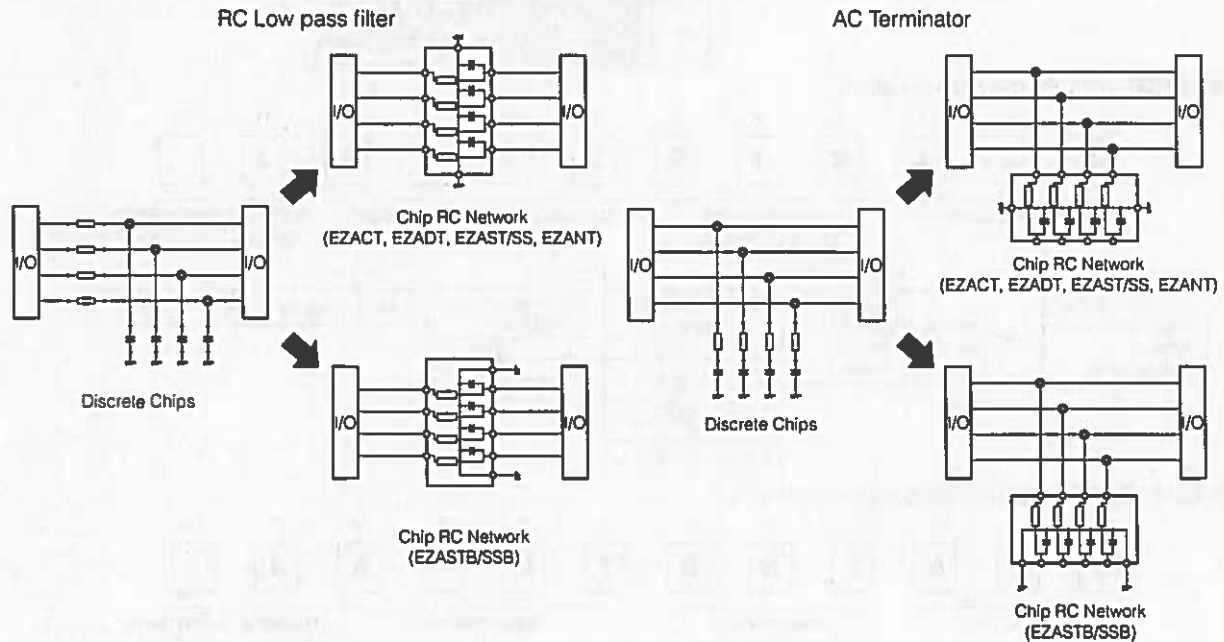 RC Low pass filter
I/O
I/O
Chip RC Network
(EZACT, EZADT, EZAST/SS, EZANT)
I/O
I/O
Discrete Chips
I/O
I/O
Chip RC Network
(EZASTB/SSB)
AC Terminator
I/O
I/O
Chip RC Network
(EZACT, EZADT, EZAST/SS, EZANT)
I/O
I/O
Discrete Chips
I/O
I/O
Chip RC Network
(EZASTB/SSB)